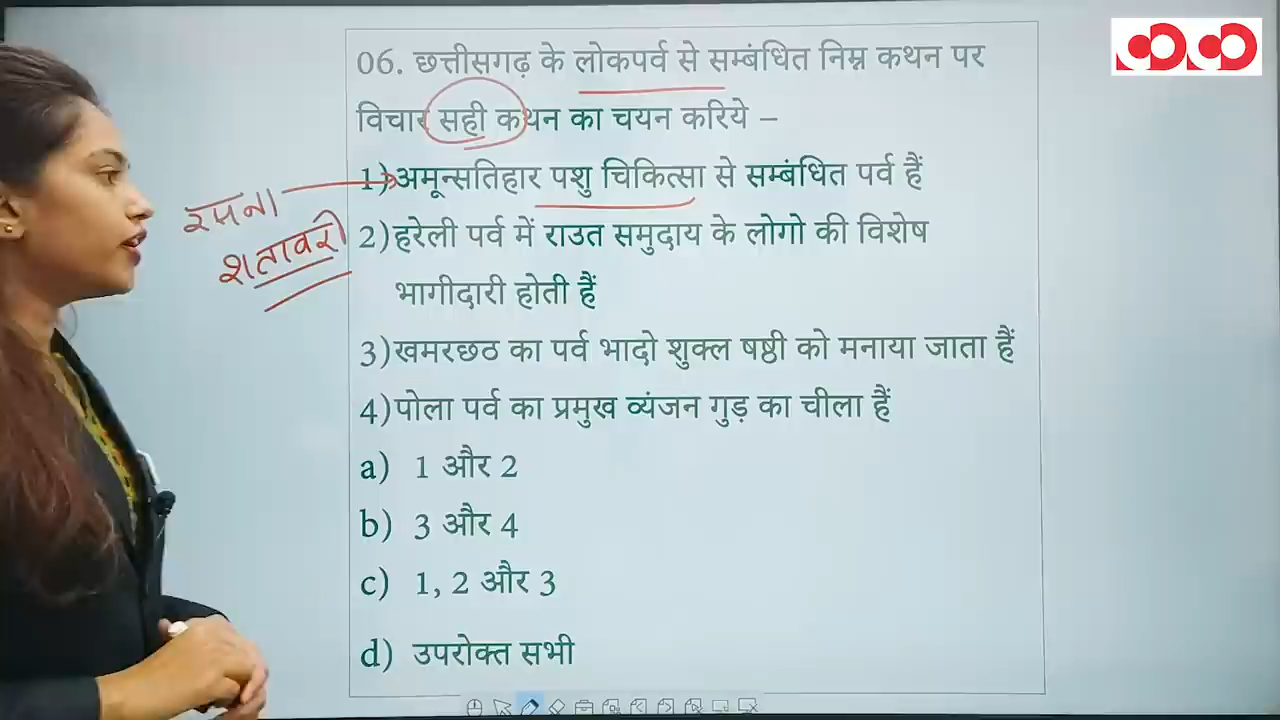 06. छत्तीसगढ़ के लोकपर्व से सम्बंधित निम्न कथन पर
विचार सही कथन का चयन करिये –
1) अमून्सतिहार पशु चिकित्सा से सम्बंधित पर्व हैं
रसना
शतावरी
2) हरेली पर्व में राउत समुदाय के लोगो की विशेष
भागीदारी होती हैं
3) खमरछठ का पर्व भादो शुक्ल षष्ठी को मनाया जाता हैं
4) पोला पर्व का प्रमुख व्यंजन गुड़ का चीला हैं
a) 1 और 2
b) 3 और 4
c) 1, 2 और 3
d) उपरोक्त सभी